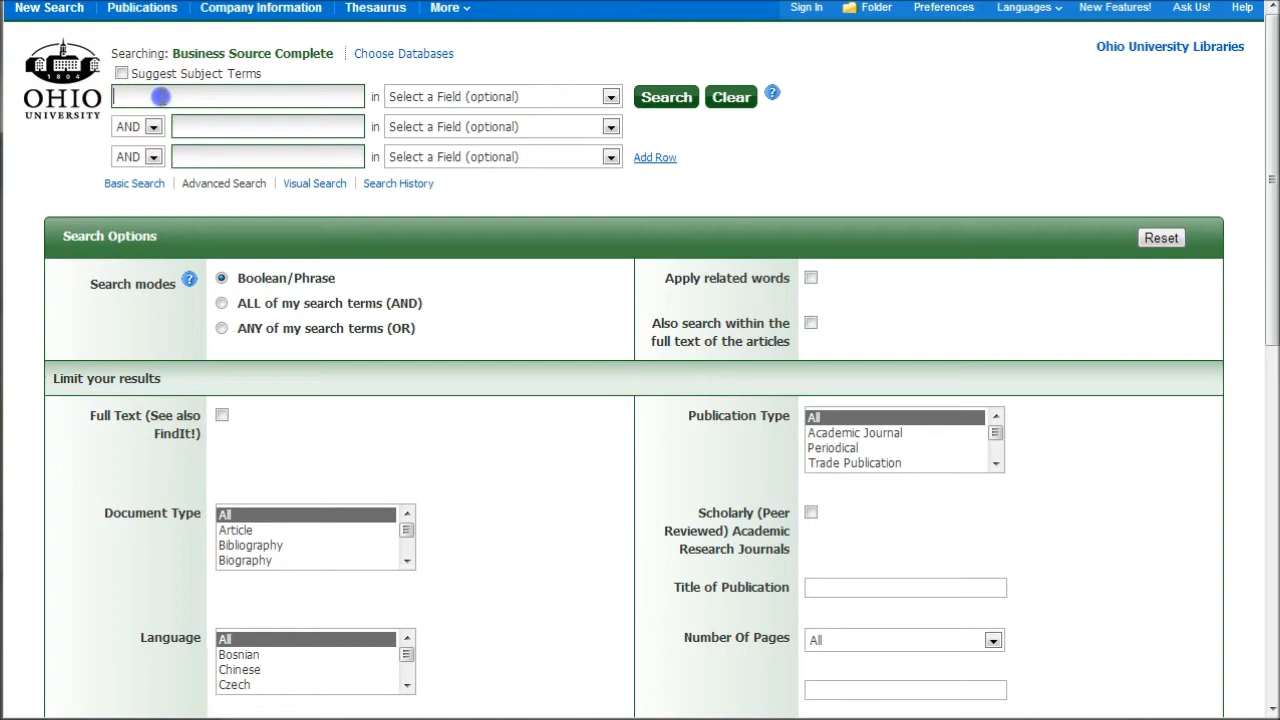 New Search Publications Company Information Thesaurus More Sign In Folder Preferences Languages New Features! Ask Us! Help
Ohio University Libraries
1804
OHIO
UNIVERSITY
Searching: Business Source Complete Choose Databases
Suggest Subject Terms
in Select a Field (optional) Search Clear ?
AND in Select a Field (optional)
AND in Select a Field (optional) Add Row
Basic Search Advanced Search Visual Search Search History
Search Options Reset
Search modes ? Boolean/Phrase
ALL of my search terms (AND)
ANY of my search terms (OR)
Apply related words
Also search within the
full text of the articles
Limit your results
Full Text (See also
FindIt!)
Publication Type All
Academic Journal
Periodical
Trade Publication
Document Type All
Article
Bibliography
Biography
Scholarly (Peer
Reviewed) Academic
Research Journals
Title of Publication
Language All
Bosnian
Chinese
Czech
Number Of Pages All